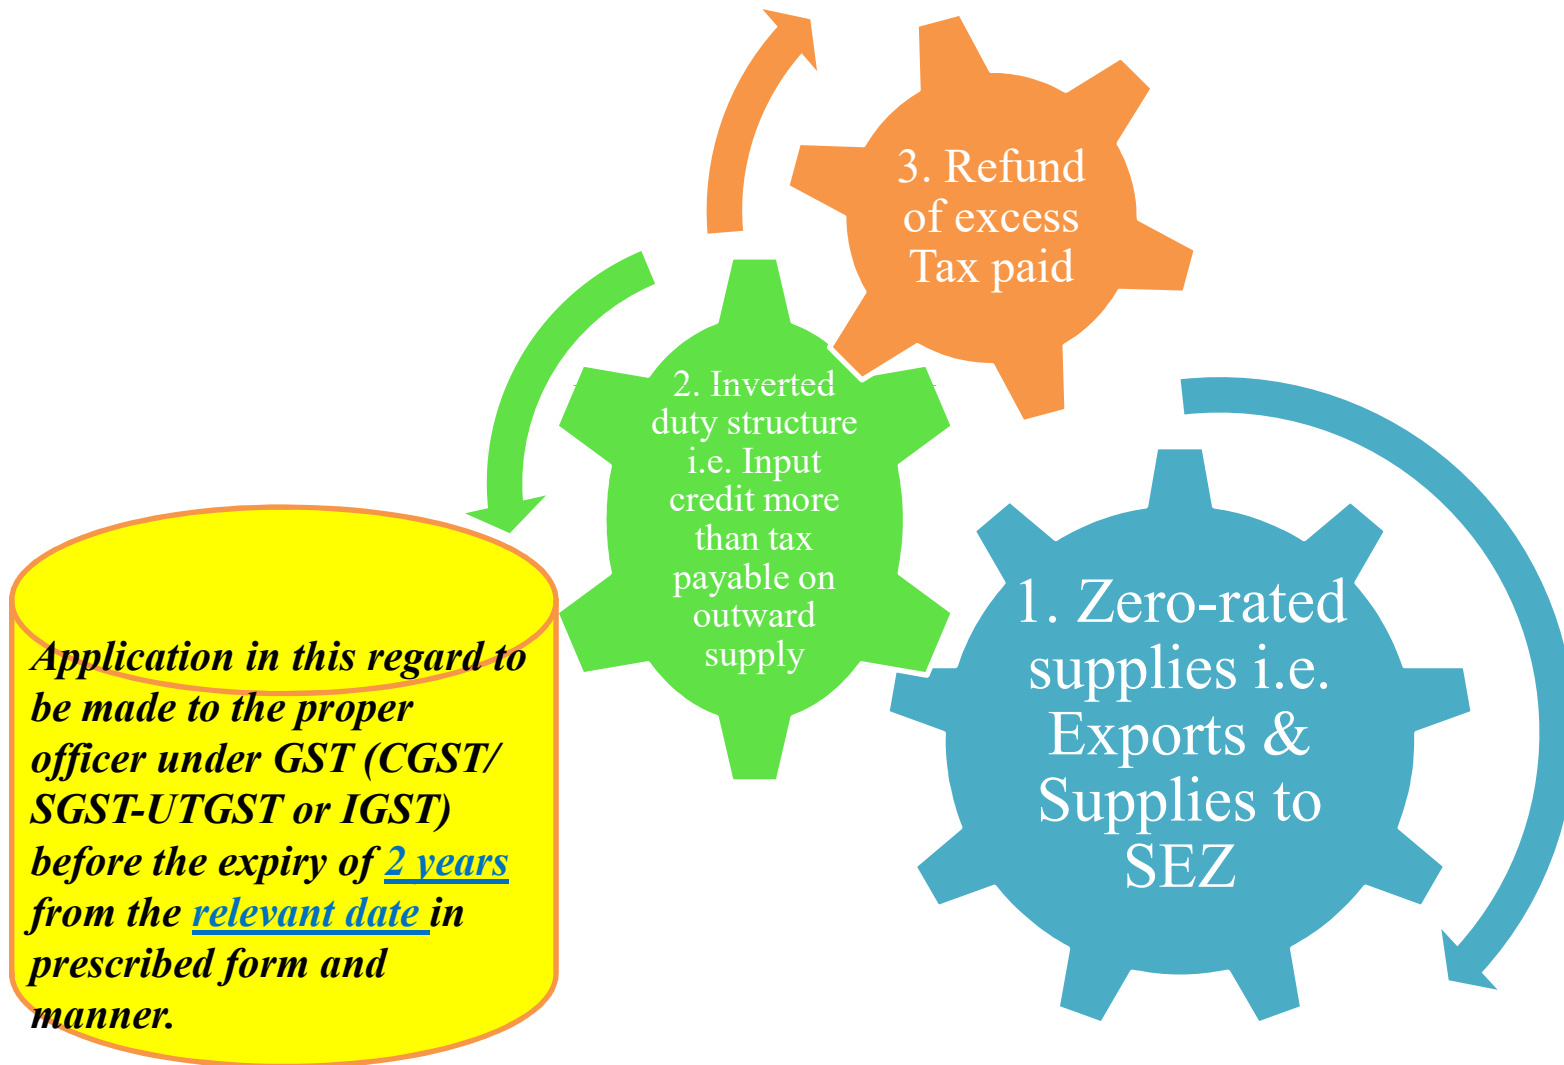 3. Refund
of excess
Tax paid
2. Inverted
duty structure
i.e. Input
credit more
than tax
payable on
outward
supply
1. Zero-rated
supplies i.e.
Exports &
Supplies to
SEZ
Application in this regard to
be made to the proper
officer under GST (CGST/
SGST-UTGST or IGST)
before the expiry of 2 years
from the relevant date in
prescribed form and
manner.